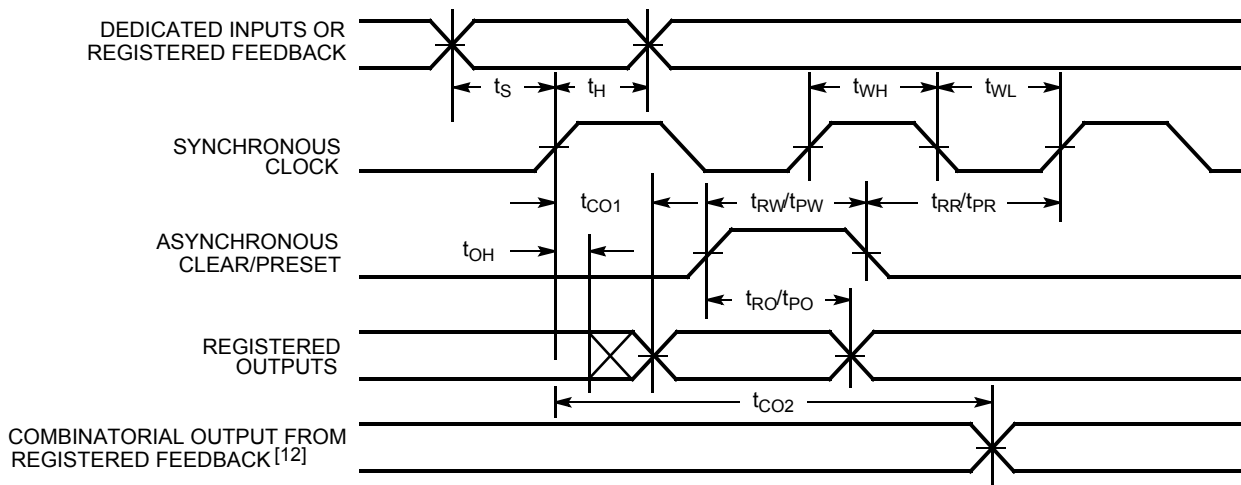 DEDICATED INPUTS OR
REGISTERED FEEDBACK
tS
tH
tWH
tWL
SYNCHRONOUS
CLOCK
tCO1
tRW/tPW
tRR/tPR
ASYNCHRONOUS
CLEAR/PRESET
tOH
tRO/tPO
REGISTERED
OUTPUTS
tCO2
COMBINATORIAL OUTPUT FROM
REGISTERED FEEDBACK [12]